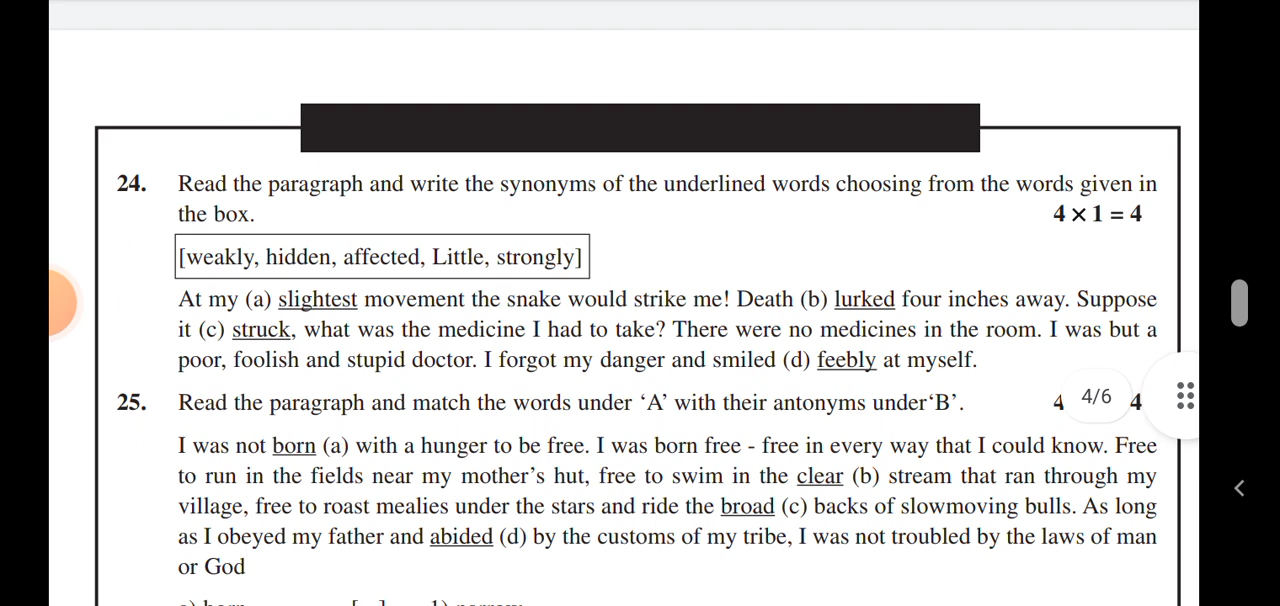 24. Read the paragraph and write the synonyms of the underlined words choosing from the words given in
the box. 4 × 1 = 4
[weakly, hidden, affected, Little, strongly]
At my (a) slightest movement the snake would strike me! Death (b) lurked four inches away. Suppose
it (c) struck, what was the medicine I had to take? There were no medicines in the room. I was but a
poor, foolish and stupid doctor. I forgot my danger and smiled (d) feebly at myself.
25. Read the paragraph and match the words under ‘A’ with their antonyms under‘B’. 4 4
4/6
I was not born (a) with a hunger to be free. I was born free - free in every way that I could know. Free
to run in the fields near my mother’s hut, free to swim in the clear (b) stream that ran through my
village, free to roast mealies under the stars and ride the broad (c) backs of slowmoving bulls. As long
as I obeyed my father and abided (d) by the customs of my tribe, I was not troubled by the laws of man
or God